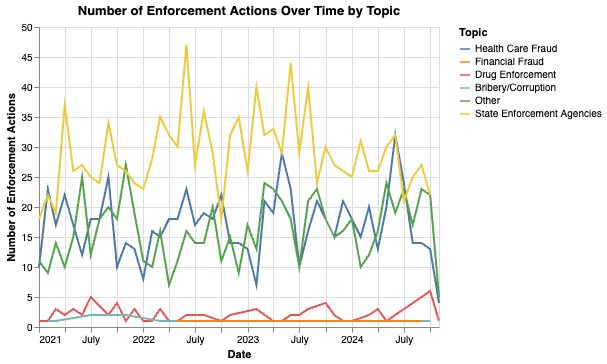 Number of Enforcement Actions Over Time by Topic
Number of Enforcement Actions
50
45
40
35
30
25
20
15
10
5
0
2021 July 2022 July 2023 July 2024 July
Date
Topic
Health Care Fraud
Financial Fraud
Drug Enforcement
Bribery/Corruption
Other
State Enforcement Agencies